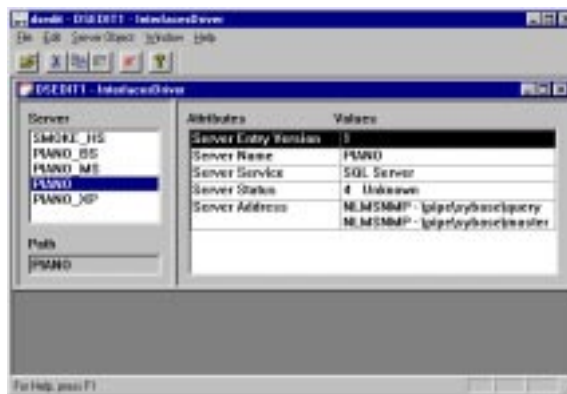 dsedit - DSEDIT1 - InterfacesDriver
File Edit Server Object Window Help
DSEDIT1 - InterfacesDriver
Server
SMOKE_HS
PIANO_BS
PIANO_MS
PIANO
PIANO_XP
Path
PIANO
Attributes Values
Server Entry Version 1
Server Name PIANO
Server Service SQL Server
Server Status 4 Unknown
Server Address NLMSNMP - \pipe\sybase\query
NLMSNMP - \pipe\sybase\master
For Help, press F1